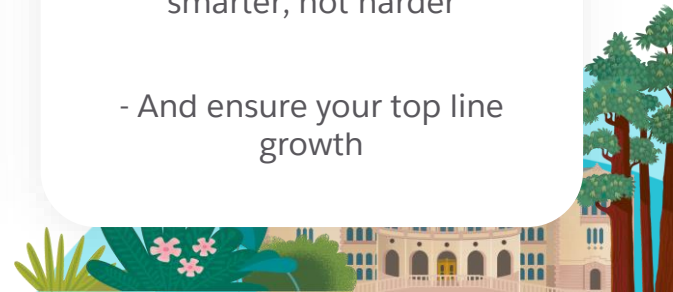 smarter, not harder
- And ensure your top line
growth